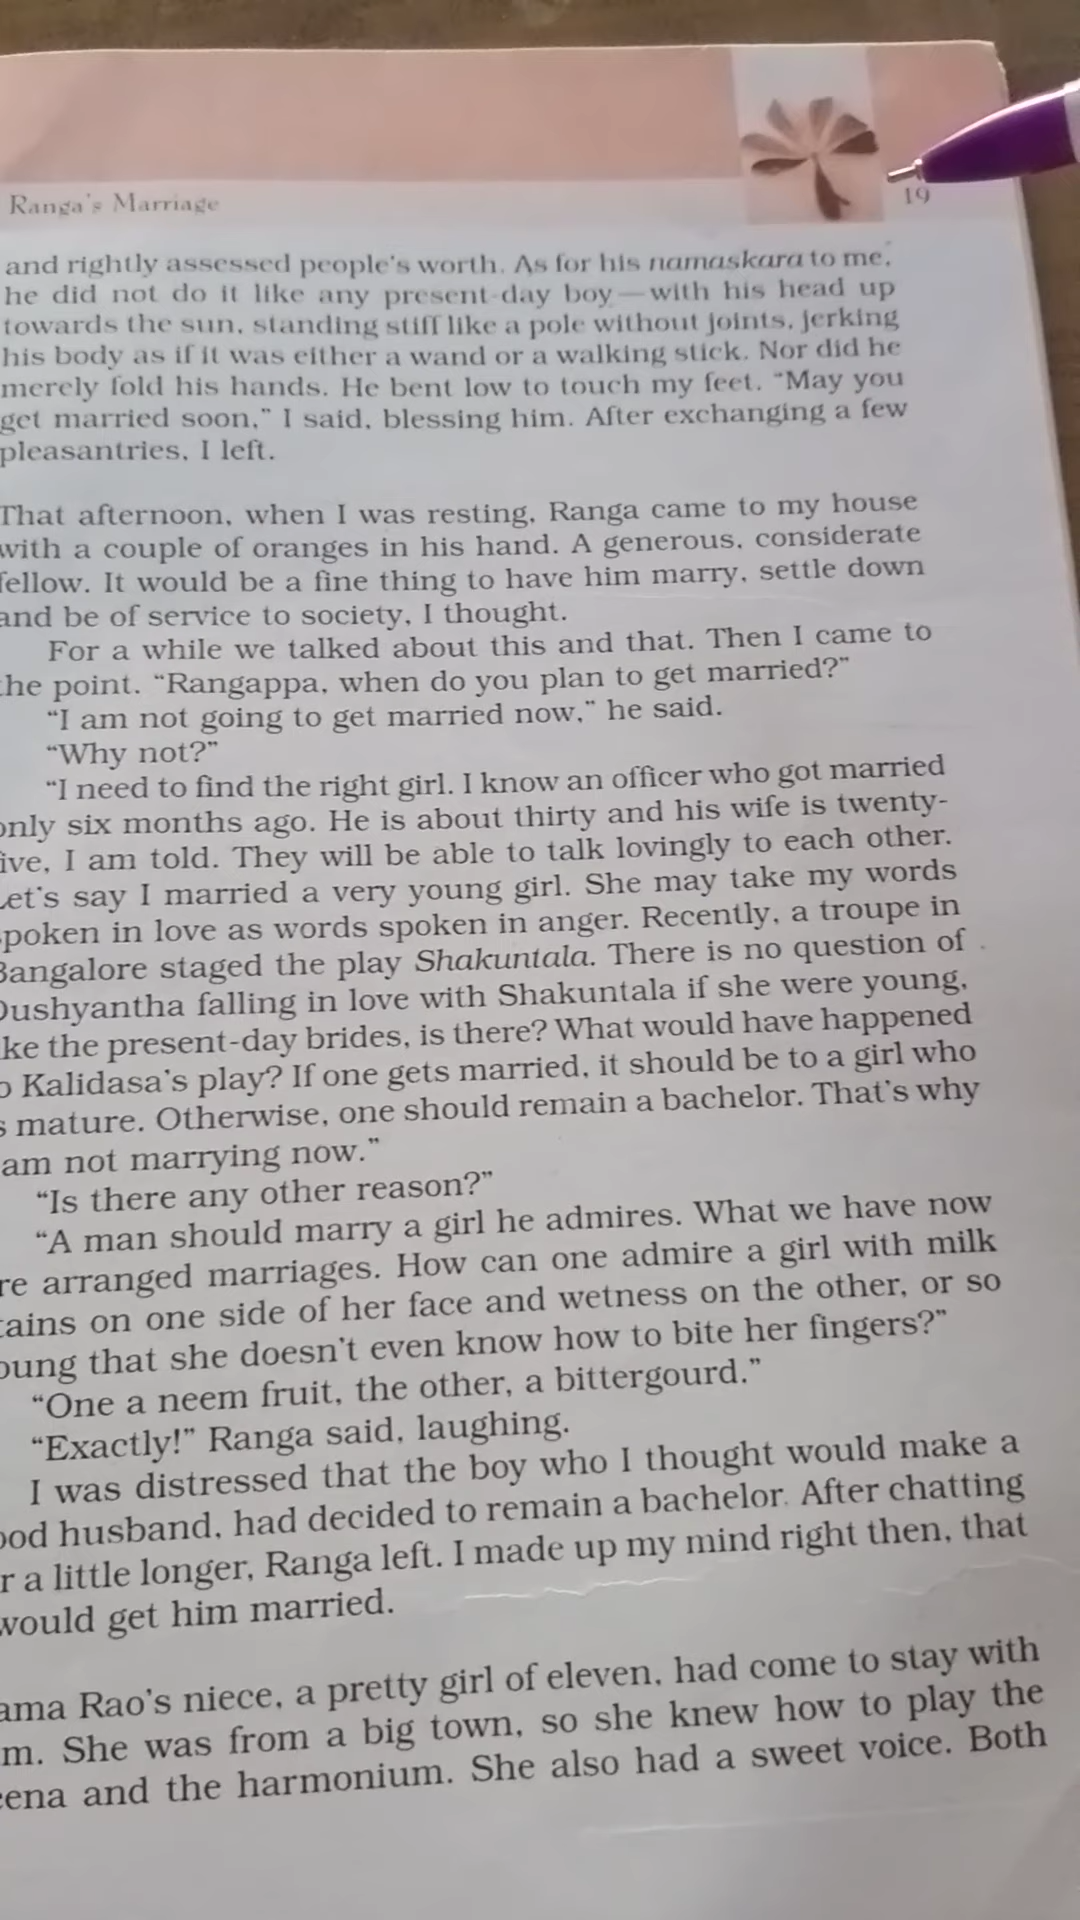 Ranga's Marriage
19
and rightly assessed people's worth. As for his namaskara to me,
he did not do it like any present-day boy—with his head up
towards the sun, standing stiff like a pole without joints, jerking
his body as if it was either a wand or a walking stick. Nor did he
merely fold his hands. He bent low to touch my feet. “May you
get married soon,” I said, blessing him. After exchanging a few
pleasantries, I left.
That afternoon, when I was resting, Ranga came to my house
with a couple of oranges in his hand. A generous, considerate
fellow. It would be a fine thing to have him marry, settle down
and be of service to society, I thought.
For a while we talked about this and that. Then I came to
he point. “Rangappa, when do you plan to get married?”
“I am not going to get married now,” he said.
“Why not?”
“I need to find the right girl. I know an officer who got married
only six months ago. He is about thirty and his wife is twenty-
ive, I am told. They will be able to talk lovingly to each other.
Let's say I married a very young girl. She may take my words
poken in love as words spoken in anger. Recently, a troupe in
Bangalore staged the play Shakuntala. There is no question of
Dushyantha falling in love with Shakuntala if she were young,
ke the present-day brides, is there? What would have happened
o Kalidasa's play? If one gets married, it should be to a girl who
s mature. Otherwise, one should remain a bachelor. That's why
am not marrying now.”
“Is there any other reason?”
“A man should marry a girl he admires. What we have now
re arranged marriages. How can one admire a girl with milk
tains on one side of her face and wetness on the other, or so
oung that she doesn't even know how to bite her fingers?”
“One a neem fruit, the other, a bittergourd.”
“Exactly!” Ranga said, laughing.
I was distressed that the boy who I thought would make a
ood husband, had decided to remain a bachelor. After chatting
r a little longer, Ranga left. I made up my mind right then, that
would get him married.
ama Rao's niece, a pretty girl of eleven, had come to stay with
m. She was from a big town, so she knew how to play the
eena and the harmonium. She also had a sweet voice. Both